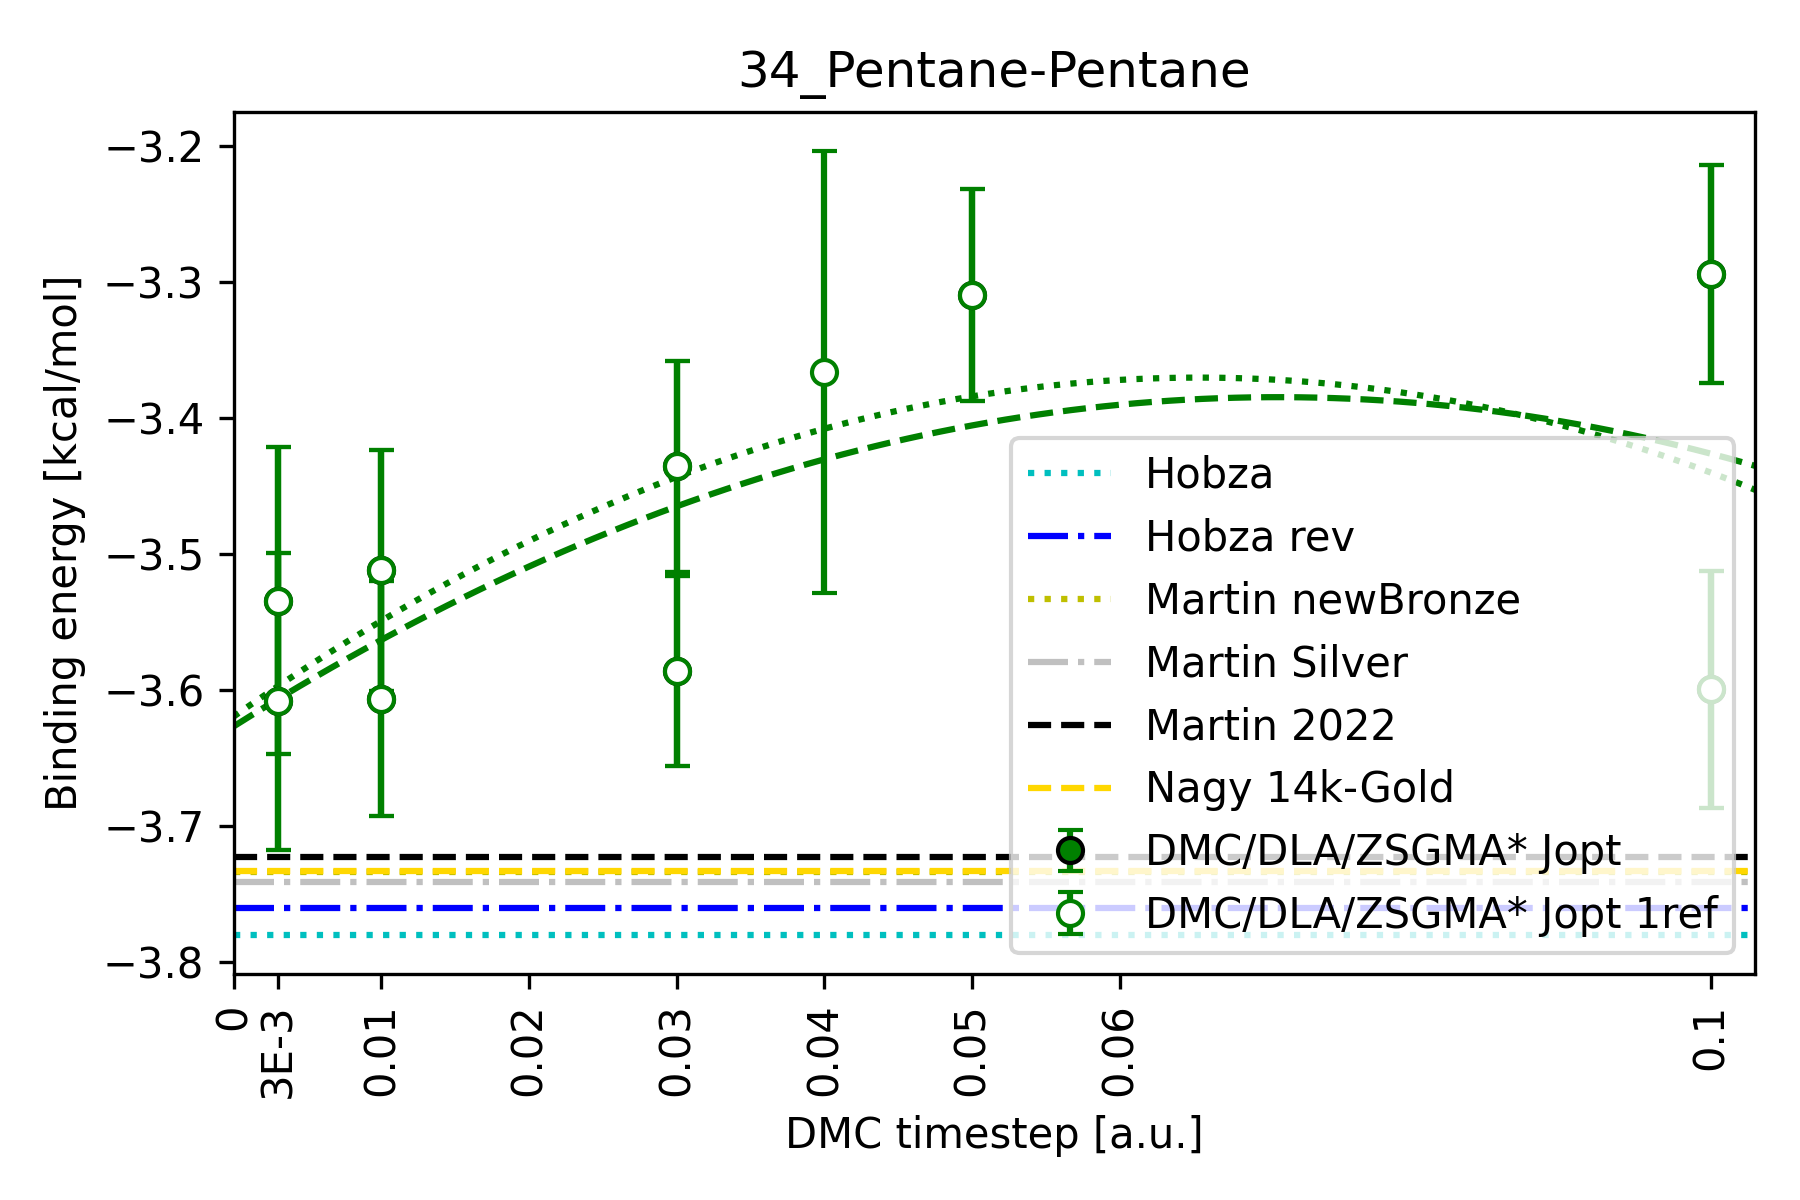 34_Pentane-Pentane
Binding energy [kcal/mol]
−3.2
−3.3
−3.4
−3.5
−3.6
−3.7
−3.8
Hobza
Hobza rev
Martin newBronze
Martin Silver
Martin 2022
Nagy 14k-Gold
DMC/DLA/ZSGMA* Jopt
DMC/DLA/ZSGMA* Jopt 1ref
0
3E-3
0.01
0.02
0.03
0.04
0.05
0.06
0.1
DMC timestep [a.u.]